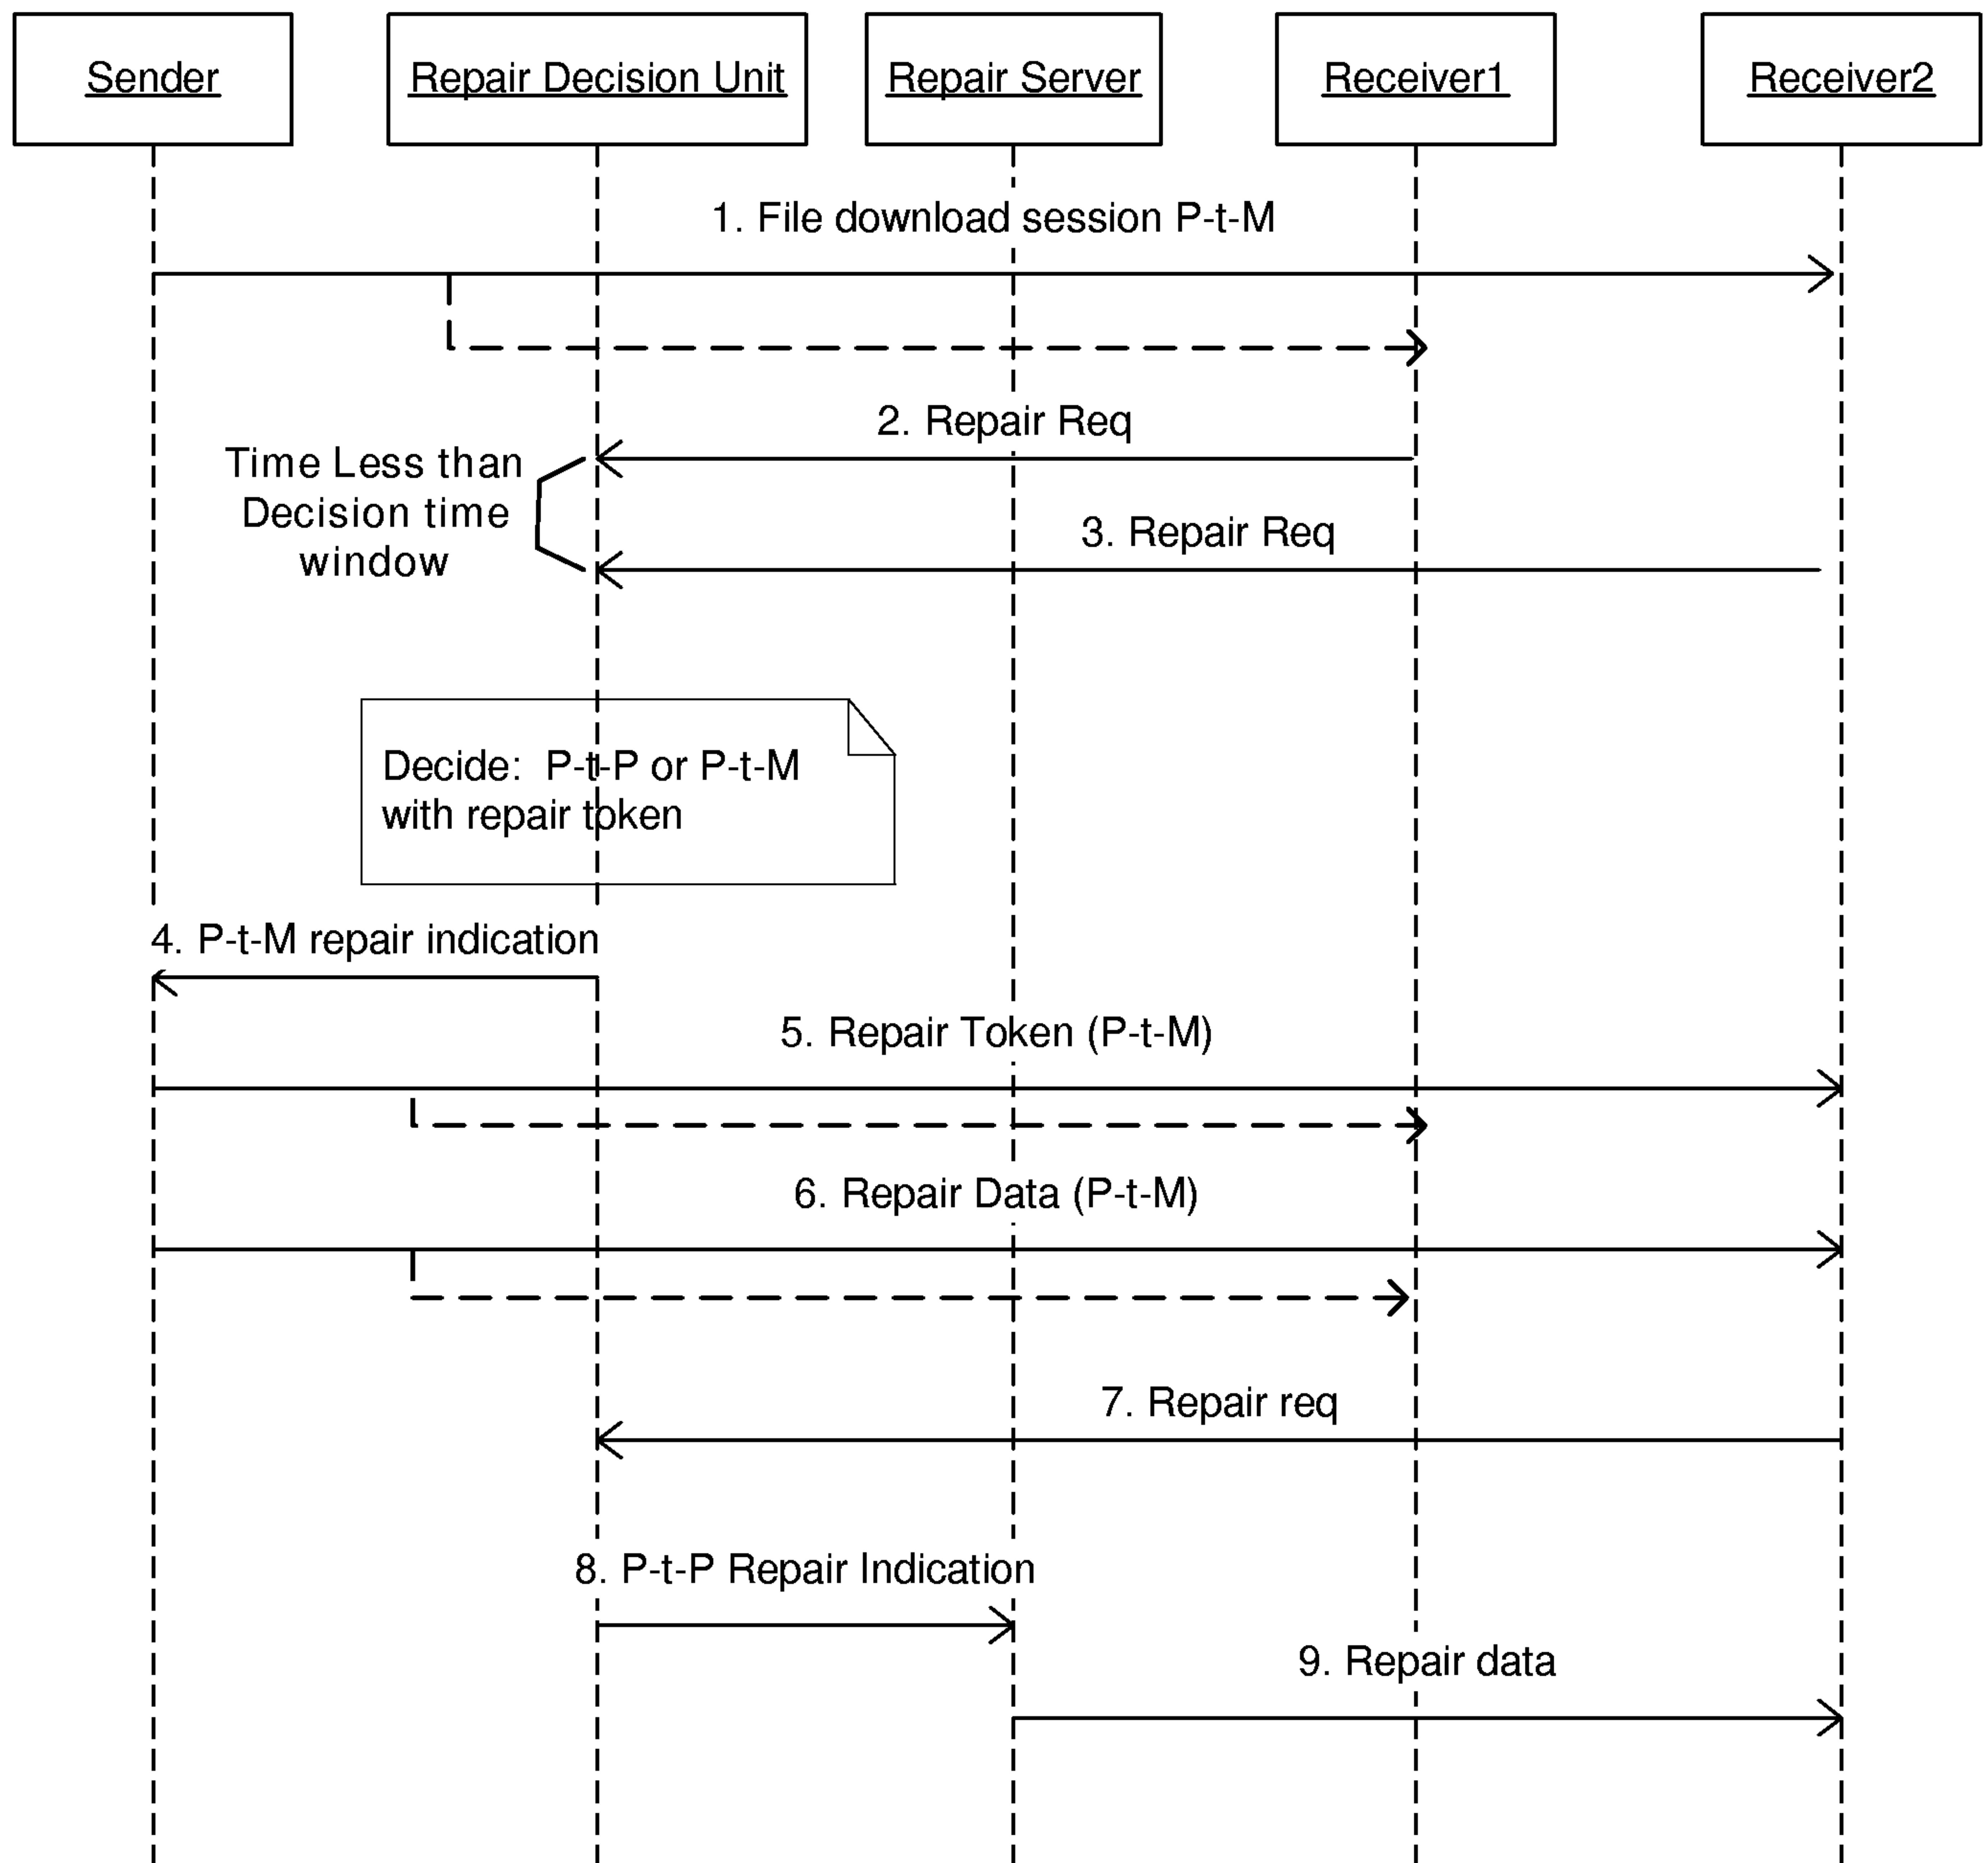 Sender
Repair Decision Unit
Repair Server
Receiver1
Receiver2
1. File download session P-t-M
2. Repair Req
Time Less than
Decision time
window
3. Repair Req
Decide:  P-t-P or P-t-M
with repair token
4. P-t-M repair indication
5. Repair Token (P-t-M)
6. Repair Data (P-t-M)
7. Repair req
8. P-t-P Repair Indication
9. Repair data